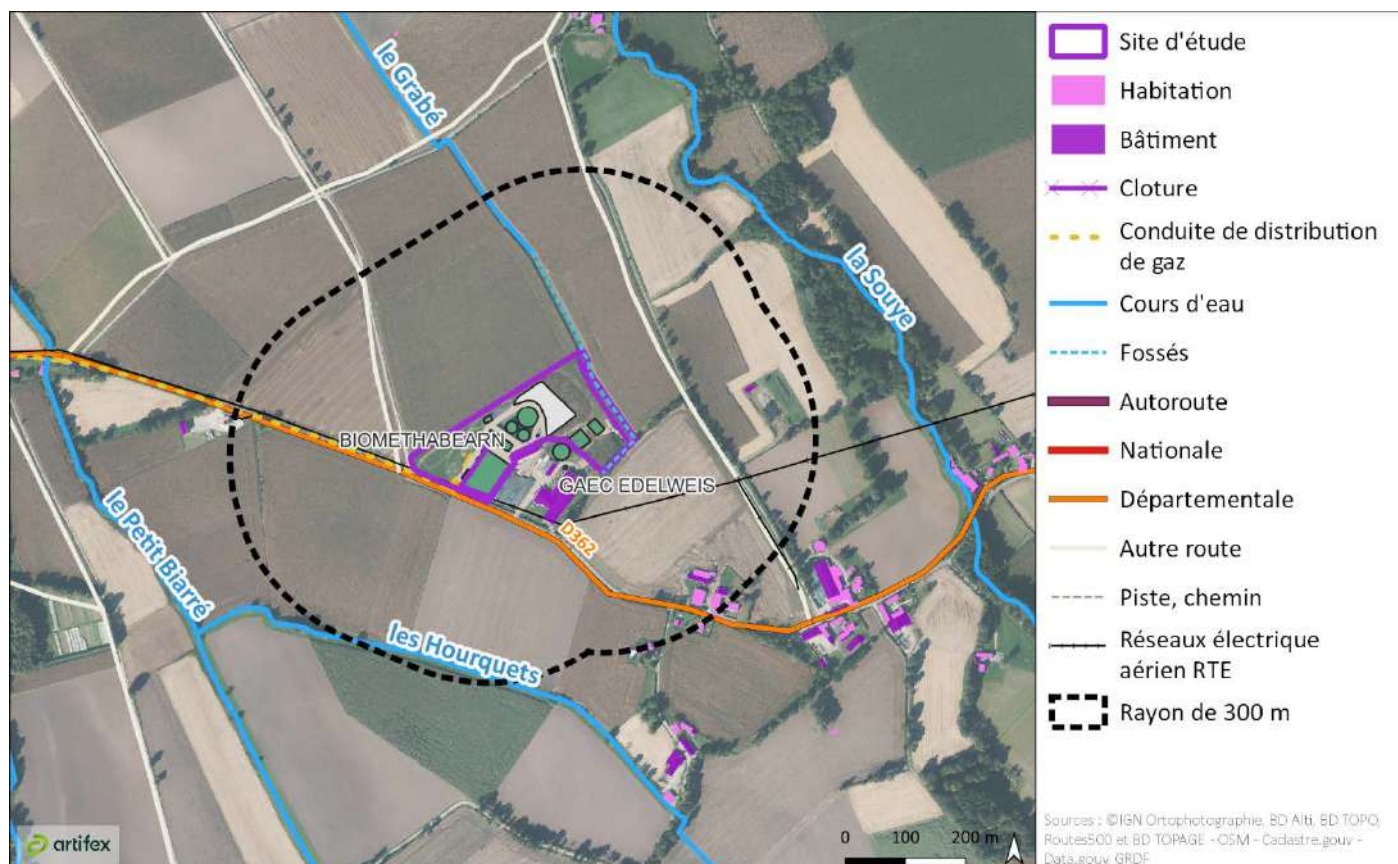 le Grabé
la Souye
BIOMETHABEARN
GAEC EDELWEIS
D362
le Petit Biarré
les Hourquets
artifex
0 100 200 m
Site d'étude
Habitation
Bâtiment
Cloture
Conduite de distribution
de gaz
Cours d'eau
Fossés
Autoroute
Nationale
Départementale
Autre route
Piste, chemin
Réseaux électrique
aérien RTE
Rayon de 300 m
Sources : ©IGN Ortophotographie, BD Alti, BD TOPO,
Routes500 et BD TOPAGE - OSM - Cadastre.gouv -
Data.gouv, GRDF